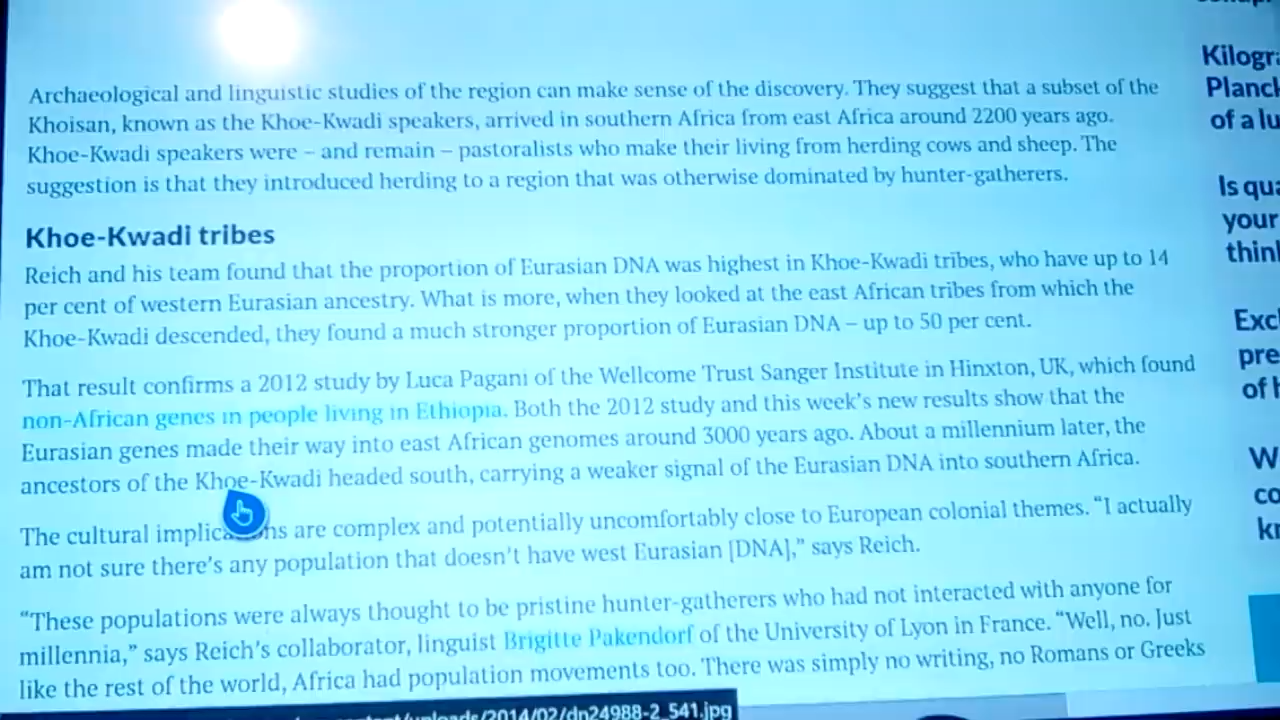 Archaeological and linguistic studies of the region can make sense of the discovery. They suggest that a subset of the
Khoisan, known as the Khoe-Kwadi speakers, arrived in southern Africa from east Africa around 2200 years ago.
Khoe-Kwadi speakers were – and remain – pastoralists who make their living from herding cows and sheep. The
suggestion is that they introduced herding to a region that was otherwise dominated by hunter-gatherers.
Khoe-Kwadi tribes
Reich and his team found that the proportion of Eurasian DNA was highest in Khoe-Kwadi tribes, who have up to 14
per cent of western Eurasian ancestry. What is more, when they looked at the east African tribes from which the
Khoe-Kwadi descended, they found a much stronger proportion of Eurasian DNA – up to 50 per cent.
That result confirms a 2012 study by Luca Pagani of the Wellcome Trust Sanger Institute in Hinxton, UK, which found
non-African genes in people living in Ethiopia. Both the 2012 study and this week's new results show that the
Eurasian genes made their way into east African genomes around 3000 years ago. About a millennium later, the
ancestors of the Khoe-Kwadi headed south, carrying a weaker signal of the Eurasian DNA into southern Africa.
The cultural implications are complex and potentially uncomfortably close to European colonial themes. “I actually
am not sure there's any population that doesn't have west Eurasian [DNA],” says Reich.
“These populations were always thought to be pristine hunter-gatherers who had not interacted with anyone for
millennia,” says Reich's collaborator, linguist Brigitte Pakendorf of the University of Lyon in France. “Well, no. Just
like the rest of the world, Africa had population movements too. There was simply no writing, no Romans or Greeks
uploads/2014/02/dn24988-2_541.jpg
Kilogr
Planck
of a lu
Is qua
your
think
Excl
pre
of h
W
co